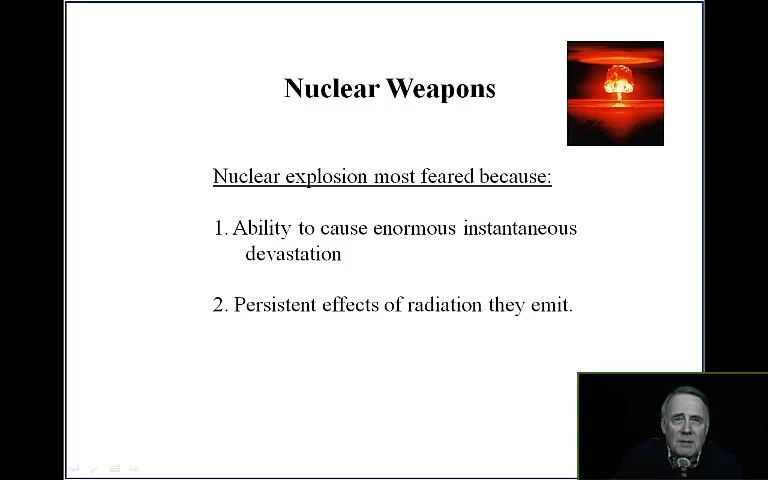 Nuclear Weapons
Nuclear explosion most feared because:
1. Ability to cause enormous instantaneous
devastation
2. Persistent effects of radiation they emit.